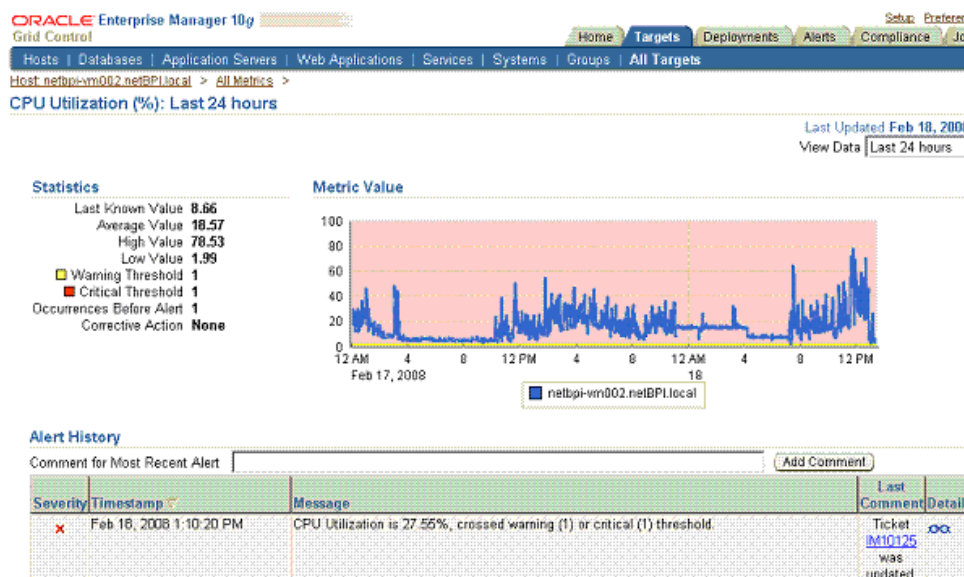 ORACLE Enterprise Manager 10g
Grid Control
Setup Preferen
Home Targets Deployments Alerts Compliance Jo
Hosts | Databases | Application Servers | Web Applications | Services | Systems | Groups | All Targets
Host: netbpi-vm002.netBPI.local > All Metrics >
CPU Utilization (%): Last 24 hours
Last Updated Feb 18, 2008
View Data Last 24 hours
Statistics
Last Known Value 8.66
Average Value 18.57
High Value 78.53
Low Value 1.99
Warning Threshold 1
Critical Threshold 1
Occurrences Before Alert 1
Corrective Action None
Metric Value
100
80
60
40
20
0
12 AM 4 8 12 PM 4 8 12 AM 4 8 12 PM
Feb 17, 2008 18
netbpi-vm002.netBPI.local
Alert History
Comment for Most Recent Alert Add Comment
Severity Timestamp Message Last Comment Detail
Feb 18, 2008 1:10:20 PM CPU Utilization is 27.55%, crossed warning (1) or critical (1) threshold. Ticket
IM10125
was
updated